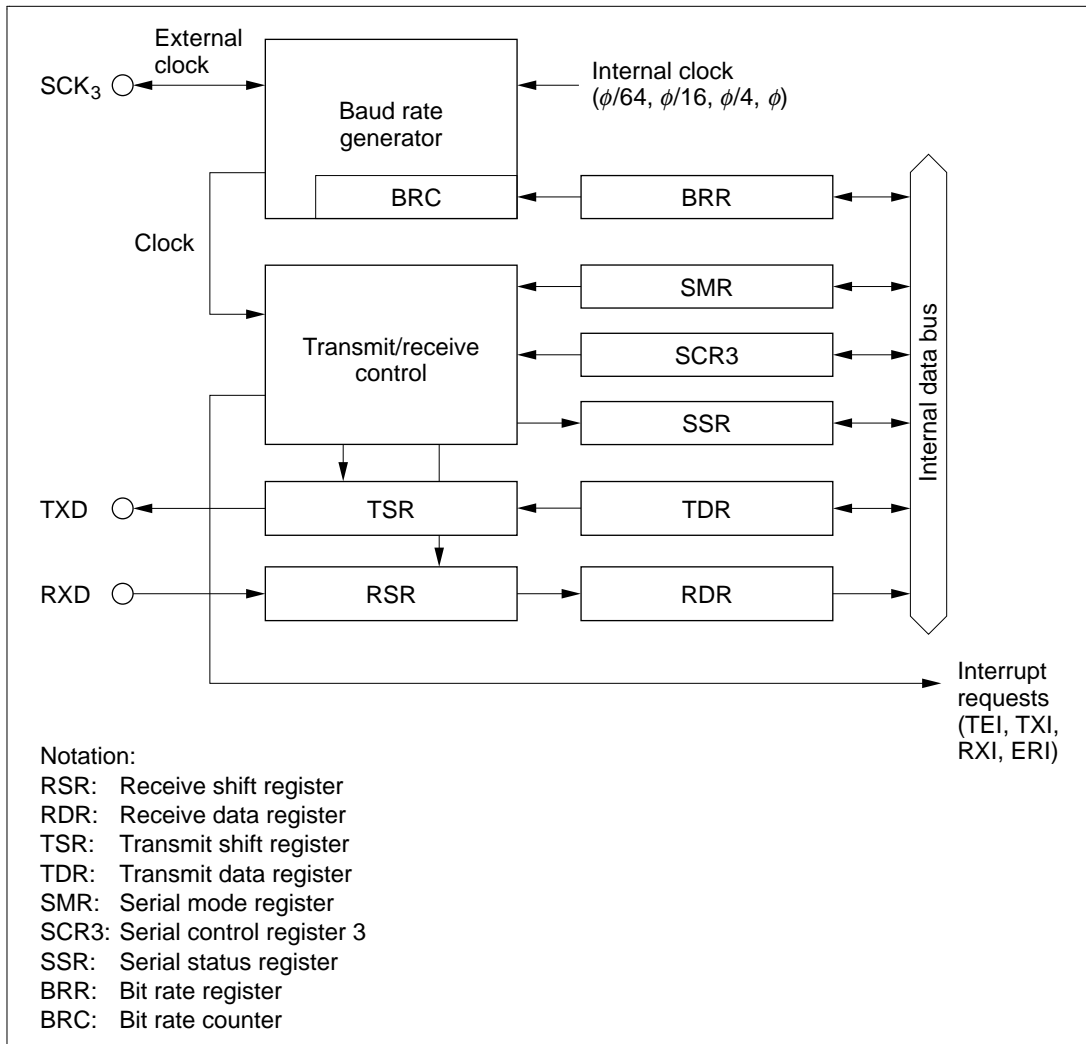 External
clock
SCK3
Internal clock
(ϕ/64, ϕ/16, ϕ/4, ϕ)
Baud rate
generator
BRC
BRR
Clock
SMR
Transmit/receive
control
SCR3
SSR
Internal data bus
TXD
TSR
TDR
RXD
RSR
RDR
Interrupt
requests
(TEI, TXI,
RXI, ERI)
Notation:
RSR: Receive shift register
RDR: Receive data register
TSR: Transmit shift register
TDR: Transmit data register
SMR: Serial mode register
SCR3: Serial control register 3
SSR: Serial status register
BRR: Bit rate register
BRC: Bit rate counter